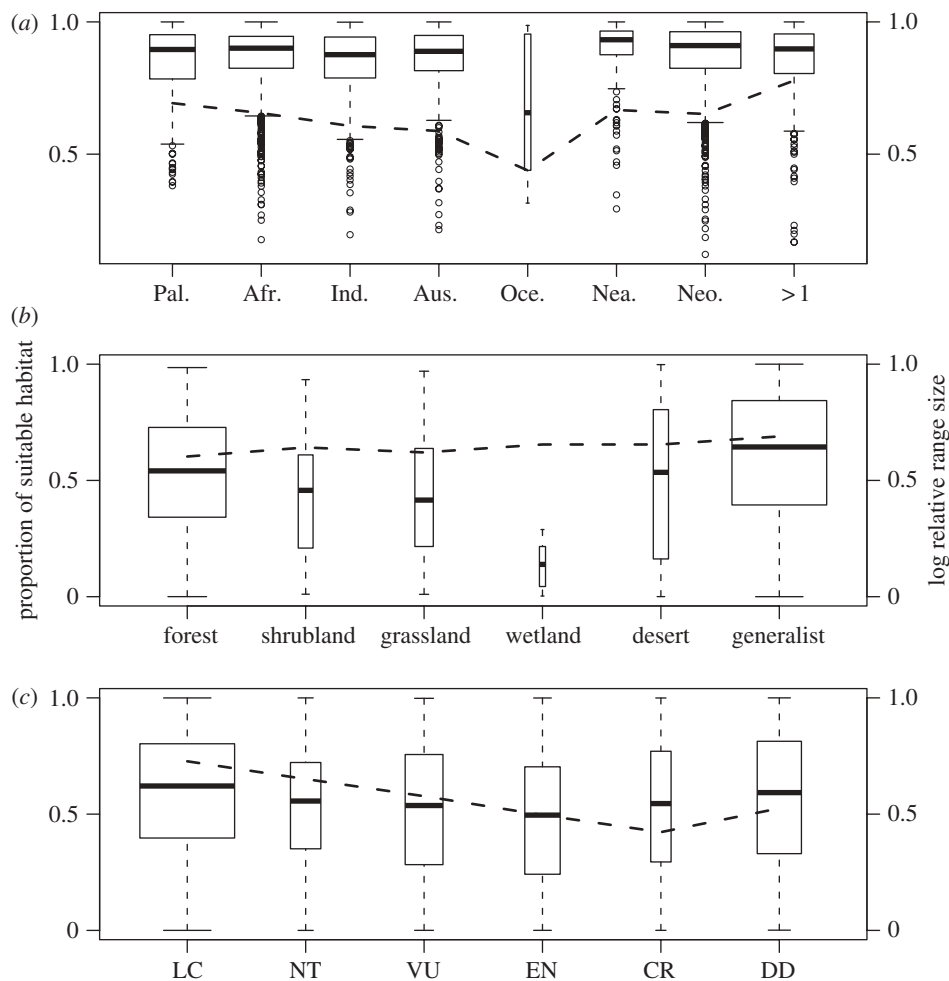 (a)
1.0
1.0
0.5
0.5
Pal. Afr. Ind. Aus. Oce. Nea. Neo. >1
(b)
proportion of suitable habitat
log relative range size
1.0
1.0
0.5
0.5
0
0
forest shrubland grassland wetland desert generalist
(c)
1.0
1.0
0.5
0.5
0
0
LC NT VU EN CR DD